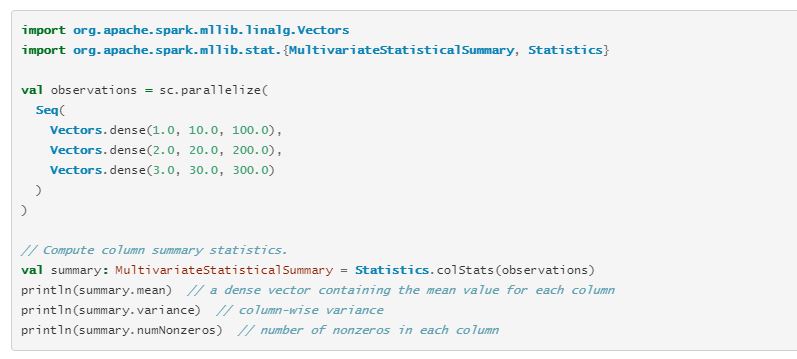 import org.apache.spark.mllib.linalg.Vectors
import org.apache.spark.mllib.stat.{MultivariateStatisticalSummary, Statistics}

val observations = sc.parallelize(
  Seq(
    Vectors.dense(1.0, 10.0, 100.0),
    Vectors.dense(2.0, 20.0, 200.0),
    Vectors.dense(3.0, 30.0, 300.0)
  )
)

// Compute column summary statistics.
val summary: MultivariateStatisticalSummary = Statistics.colStats(observations)
println(summary.mean)  // a dense vector containing the mean value for each column
println(summary.variance)  // column-wise variance
println(summary.numNonzeros)  // number of nonzeros in each column